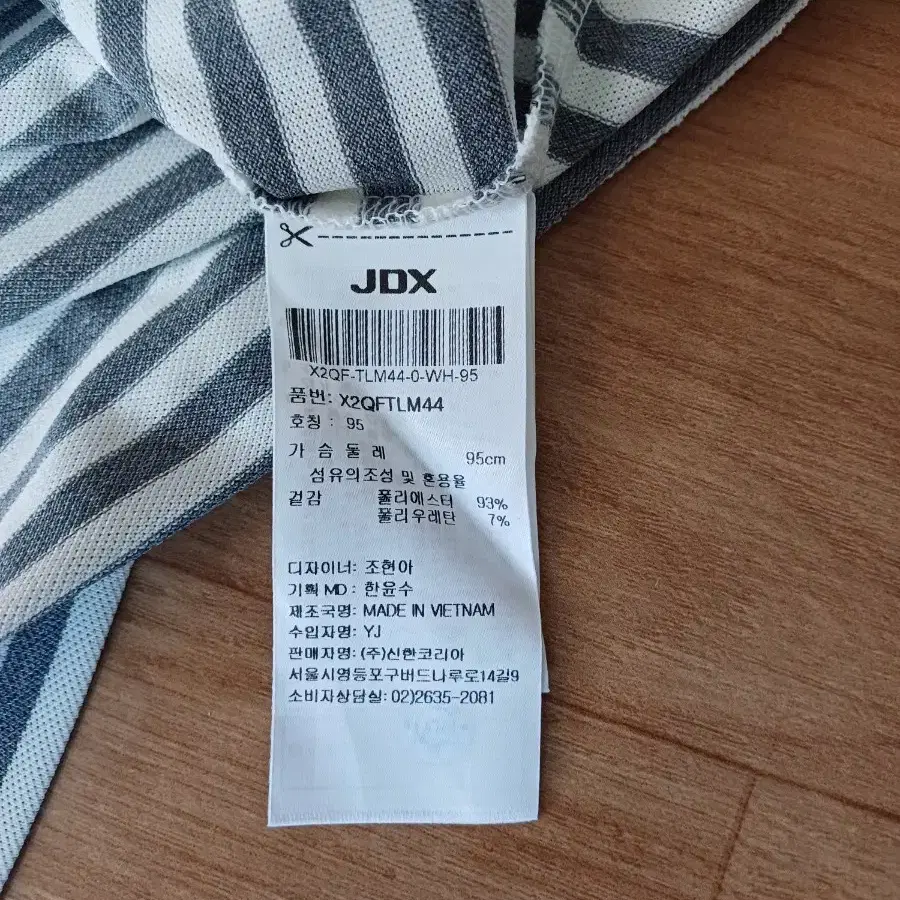 JDX
X2QF-TLM44-0-WH-95
품번: X2QFTLM44
호칭 : 95
가 슴 둘 레 95cm
섬유의조성 및 혼용율
겉감 폴리에스터 93%
폴리우레탄 7%
디자이너: 조현아
기획 MD : 한윤수
제조국명: MADE IN VIETNAM
수입자명: YJ
판매자명: (주)신한코리아
서울시영등포구버드나루로14길9
소비자상담실: 02)2635-2081